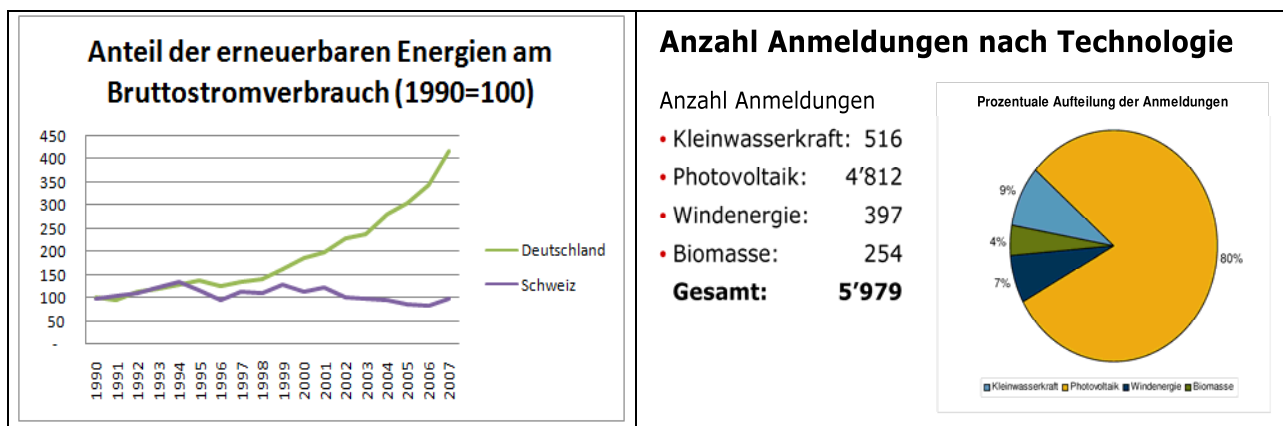 Anteil der erneuerbaren Energien am
Bruttostromverbrauch (1990=100)
450
400
350
300
250
200
150
100
50
-
1990
1991
1992
1993
1994
1995
1996
1997
1998
1999
2000
2001
2002
2003
2004
2005
2006
2007
Deutschland
Schweiz
Anzahl Anmeldungen nach Technologie
Anzahl Anmeldungen
• Kleinwasserkraft: 516
• Photovoltaik: 4’812
• Windenergie: 397
• Biomasse: 254
Gesamt: 5’979
Prozentuale Aufteilung der Anmeldungen
9%
4%
7%
80%
Kleinwasserkraft Photovoltaik Windenergie Biomasse